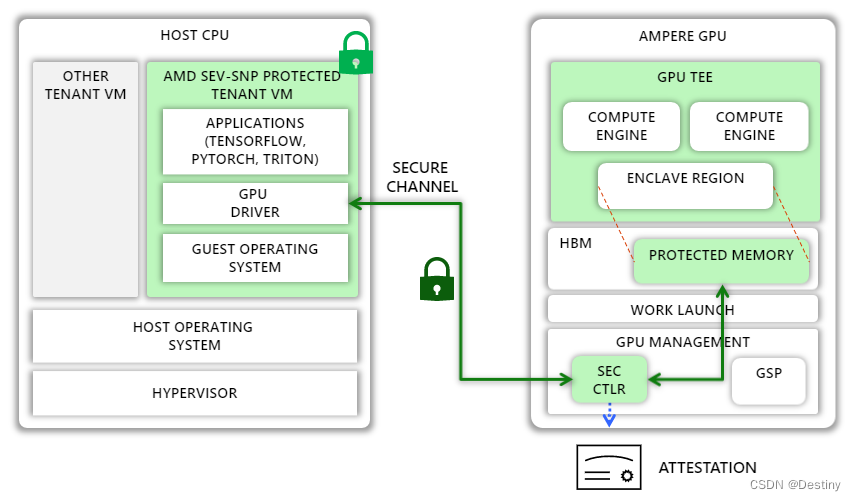 HOST CPU
OTHER
TENANT VM
AMD SEV-SNP PROTECTED
TENANT VM
APPLICATIONS
(TENSORFLOW,
PYTORCH, TRITON)
GPU
DRIVER
GUEST OPERATING
SYSTEM
HOST OPERATING
SYSTEM
HYPERVISOR
SECURE
CHANNEL
AMPERE GPU
GPU TEE
COMPUTE
ENGINE
COMPUTE
ENGINE
ENCLAVE REGION
HBM
PROTECTED MEMORY
WORK LAUNCH
GPU MANAGEMENT
SEC
CTLR
GSP
ATTESTATION
CSDN @Destiny